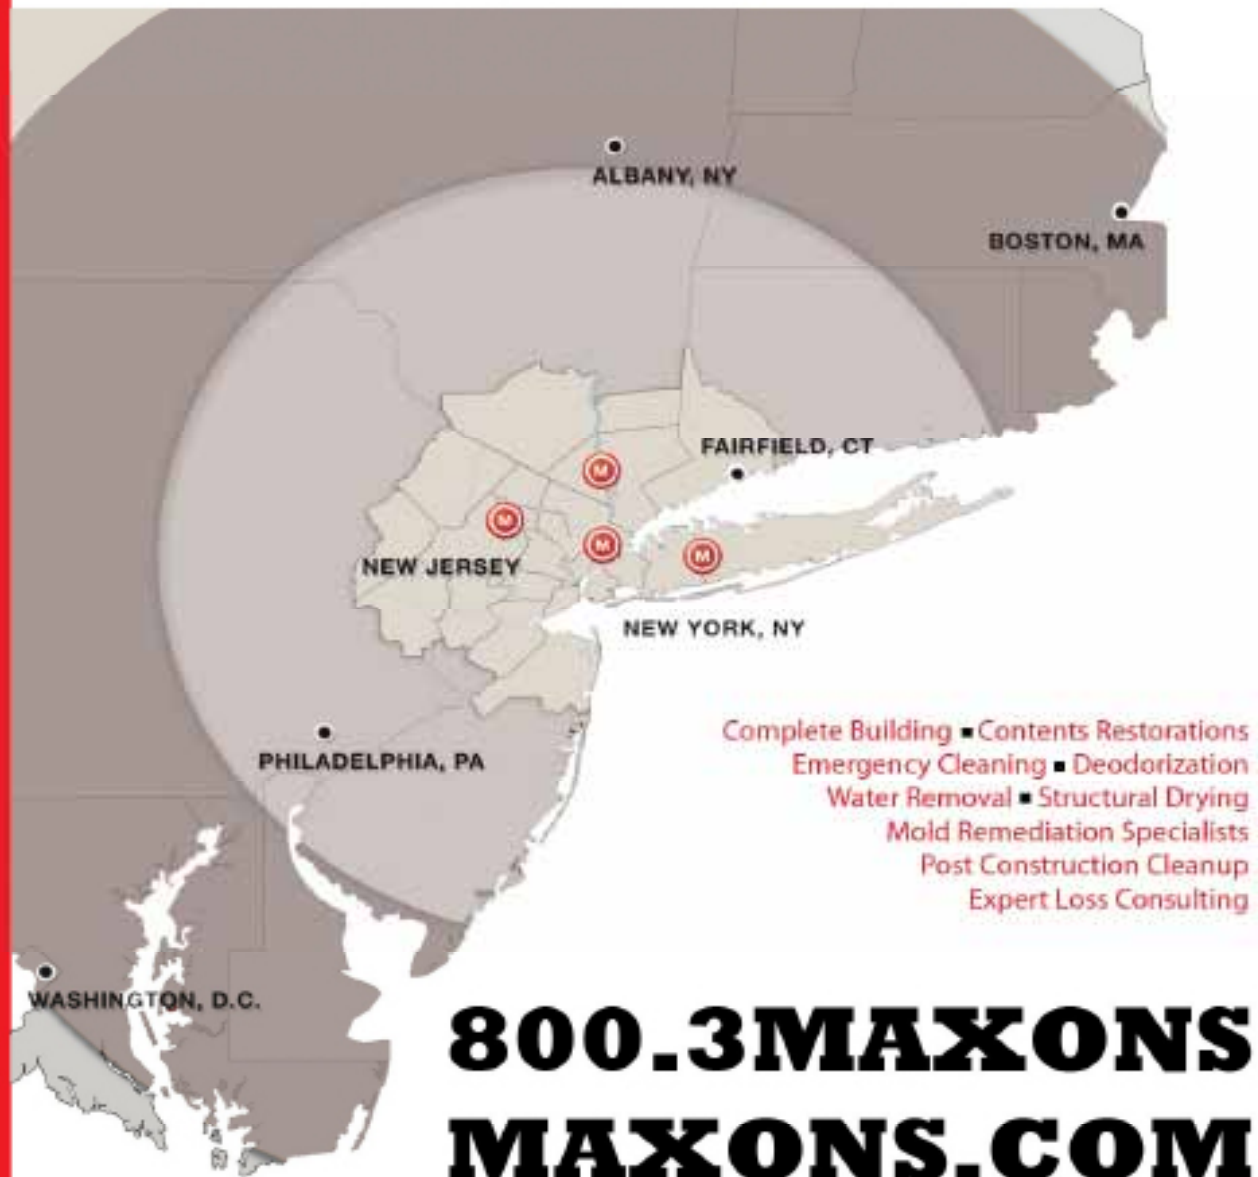 ALBANY, NY
BOSTON, MA
FAIRFIELD, CT
M
M
M
M
NEW JERSEY
NEW YORK, NY
PHILADELPHIA, PA
Complete Building ▪ Contents Restorations
Emergency Cleaning ▪ Deodorization
Water Removal ▪ Structural Drying
Mold Remediation Specialists
Post Construction Cleanup
Expert Loss Consulting
WASHINGTON, D.C.
800.3MAXONS
MAXONS.COM